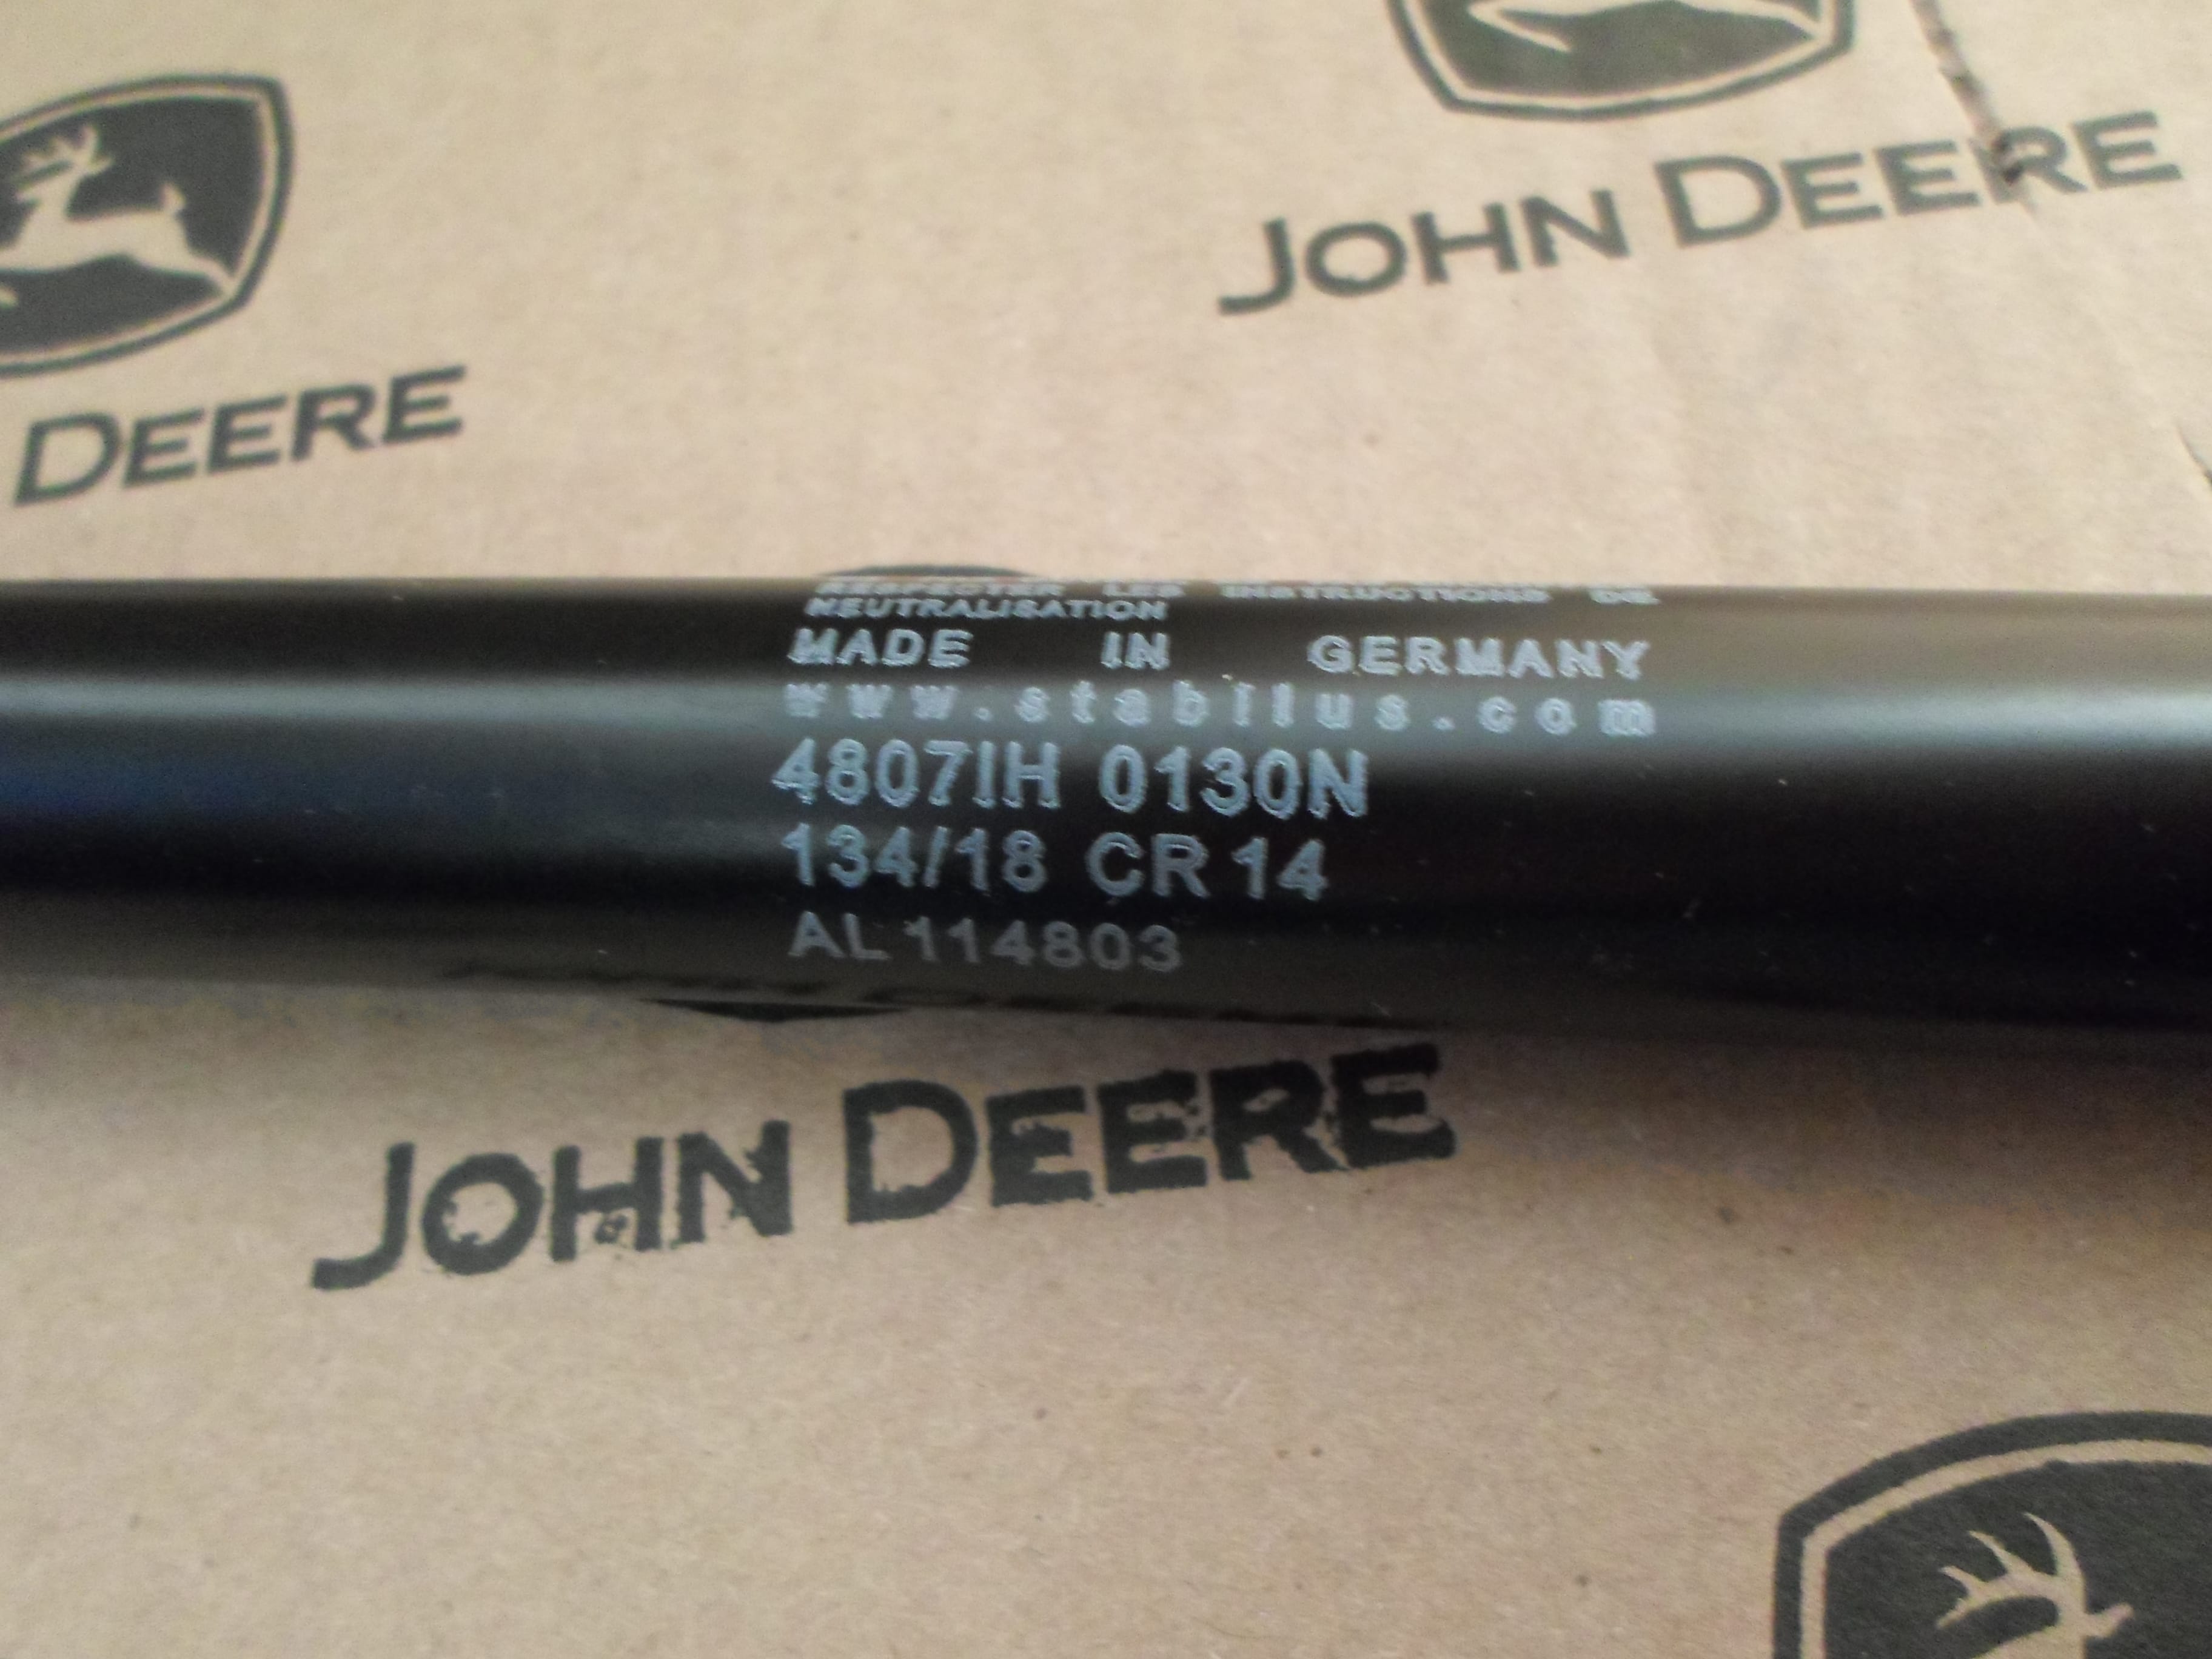 JOHN DEERE
DEERE
RESPECTER LES INSTRUCTIONS DE
NEUTRALISATION
MADE IN GERMANY
www.stabilus.com
4807IH 0130N
134/18 CR 14
AL 114803
JOHN DEERE